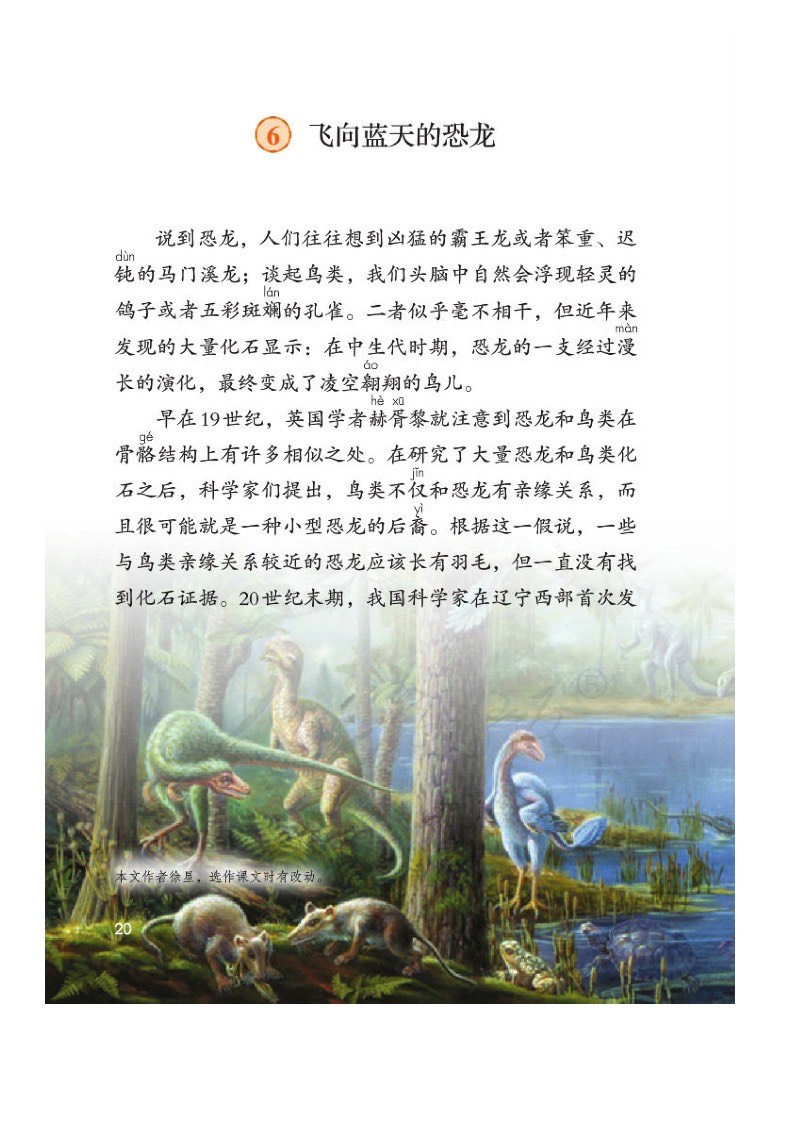 6 飞向蓝天的恐龙
说到恐龙，人们往往想到凶猛的霸王龙或者笨重、迟
dùn
钝的马门溪龙；谈起鸟类，我们头脑中自然会浮现轻灵的
lán
鸽子或者五彩斑斓的孔雀。二者似乎毫不相干，但近年来
màn
发现的大量化石显示：在中生代时期，恐龙的一支经过漫
áo
长的演化，最终变成了凌空翱翔的鸟儿。
hè xū
早在19世纪，英国学者赫胥黎就注意到恐龙和鸟类在
gé
骨骼结构上有许多相似之处。在研究了大量恐龙和鸟类化
jǐn
石之后，科学家们提出，鸟类不仅和恐龙有亲缘关系，而
yì
且很可能就是一种小型恐龙的后裔。根据这一假说，一些
与鸟类亲缘关系较近的恐龙应该长有羽毛，但一直没有找
到化石证据。20世纪末期，我国科学家在辽宁西部首次发
本文作者徐星，选作课文时有改动。
20